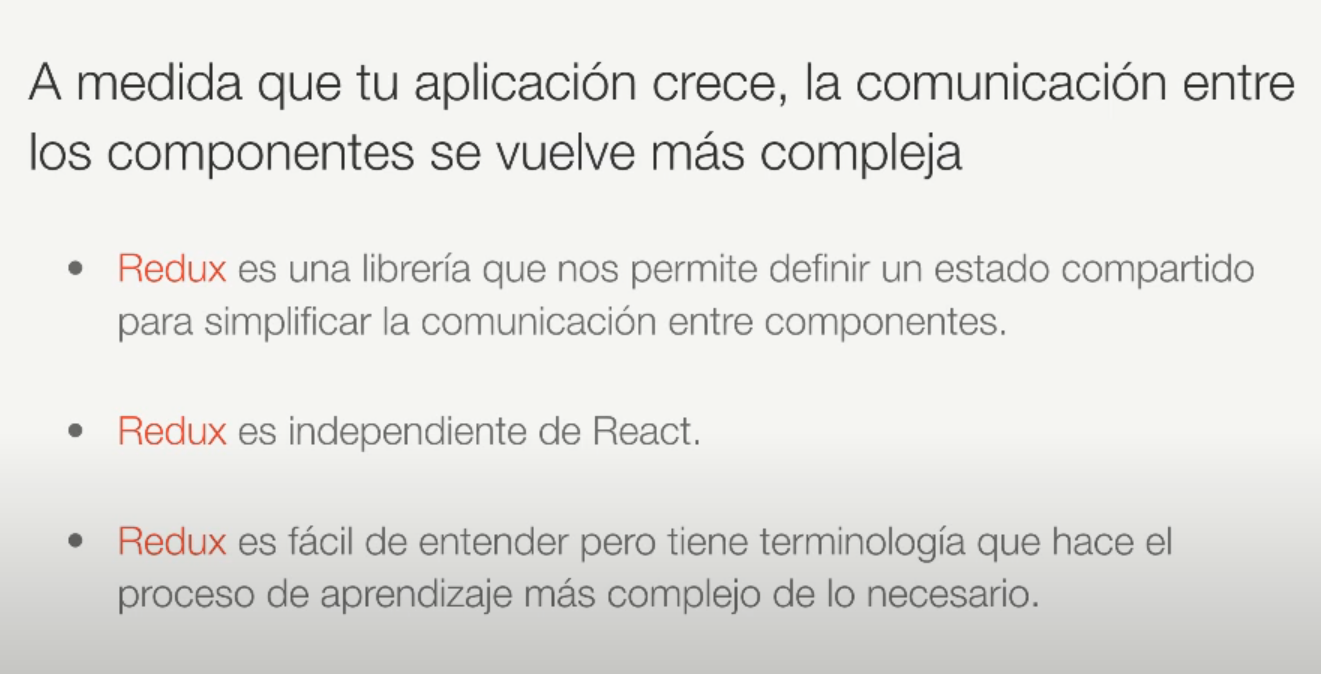 A medida que tu aplicación crece, la comunicación entre
los componentes se vuelve más compleja
• Redux es una librería que nos permite definir un estado compartido
para simplificar la comunicación entre componentes.
• Redux es independiente de React.
• Redux es fácil de entender pero tiene terminología que hace el
proceso de aprendizaje más complejo de lo necesario.